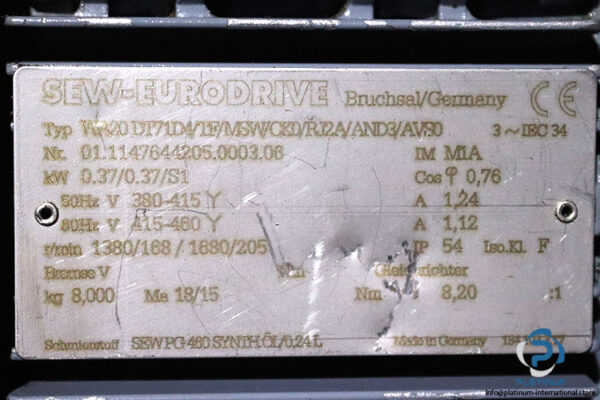 SEW-EURODRIVE Bruchsal/Germany CE
Typ WA20 DT71D4/TF/MSW/CK0/RJ2A/AND3/AVS0 3~IEC 34
Nr. 01.1147644205.0003.06 IM M1A
kW 0.37/0.37/S1 Cos φ 0,76
50Hz V 380-415 Y A 1,24
60Hz V 415-460 Y A 1,12
r/min 1380/168 / 1680/205 IP 54 Iso.Kl. F
Bremse V Nm Gleichrichter
kg 8,000 Ma 18/15 Nm i 8,20 :1
Schmierstoff SEW PG 460 SYNTH.ÖL/0,24 L Made in Germany
PLATINUM
info@platinum-international.store